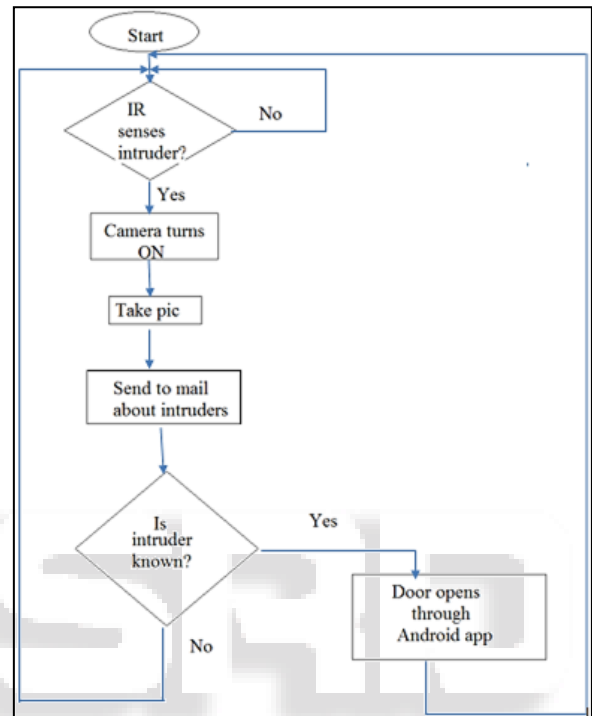 Start
IR
senses
intruder?
No
Yes
Camera turns
ON
Take pic
Send to mail
about intruders
Is
intruder
known?
Yes
No
Door opens
through
Android app